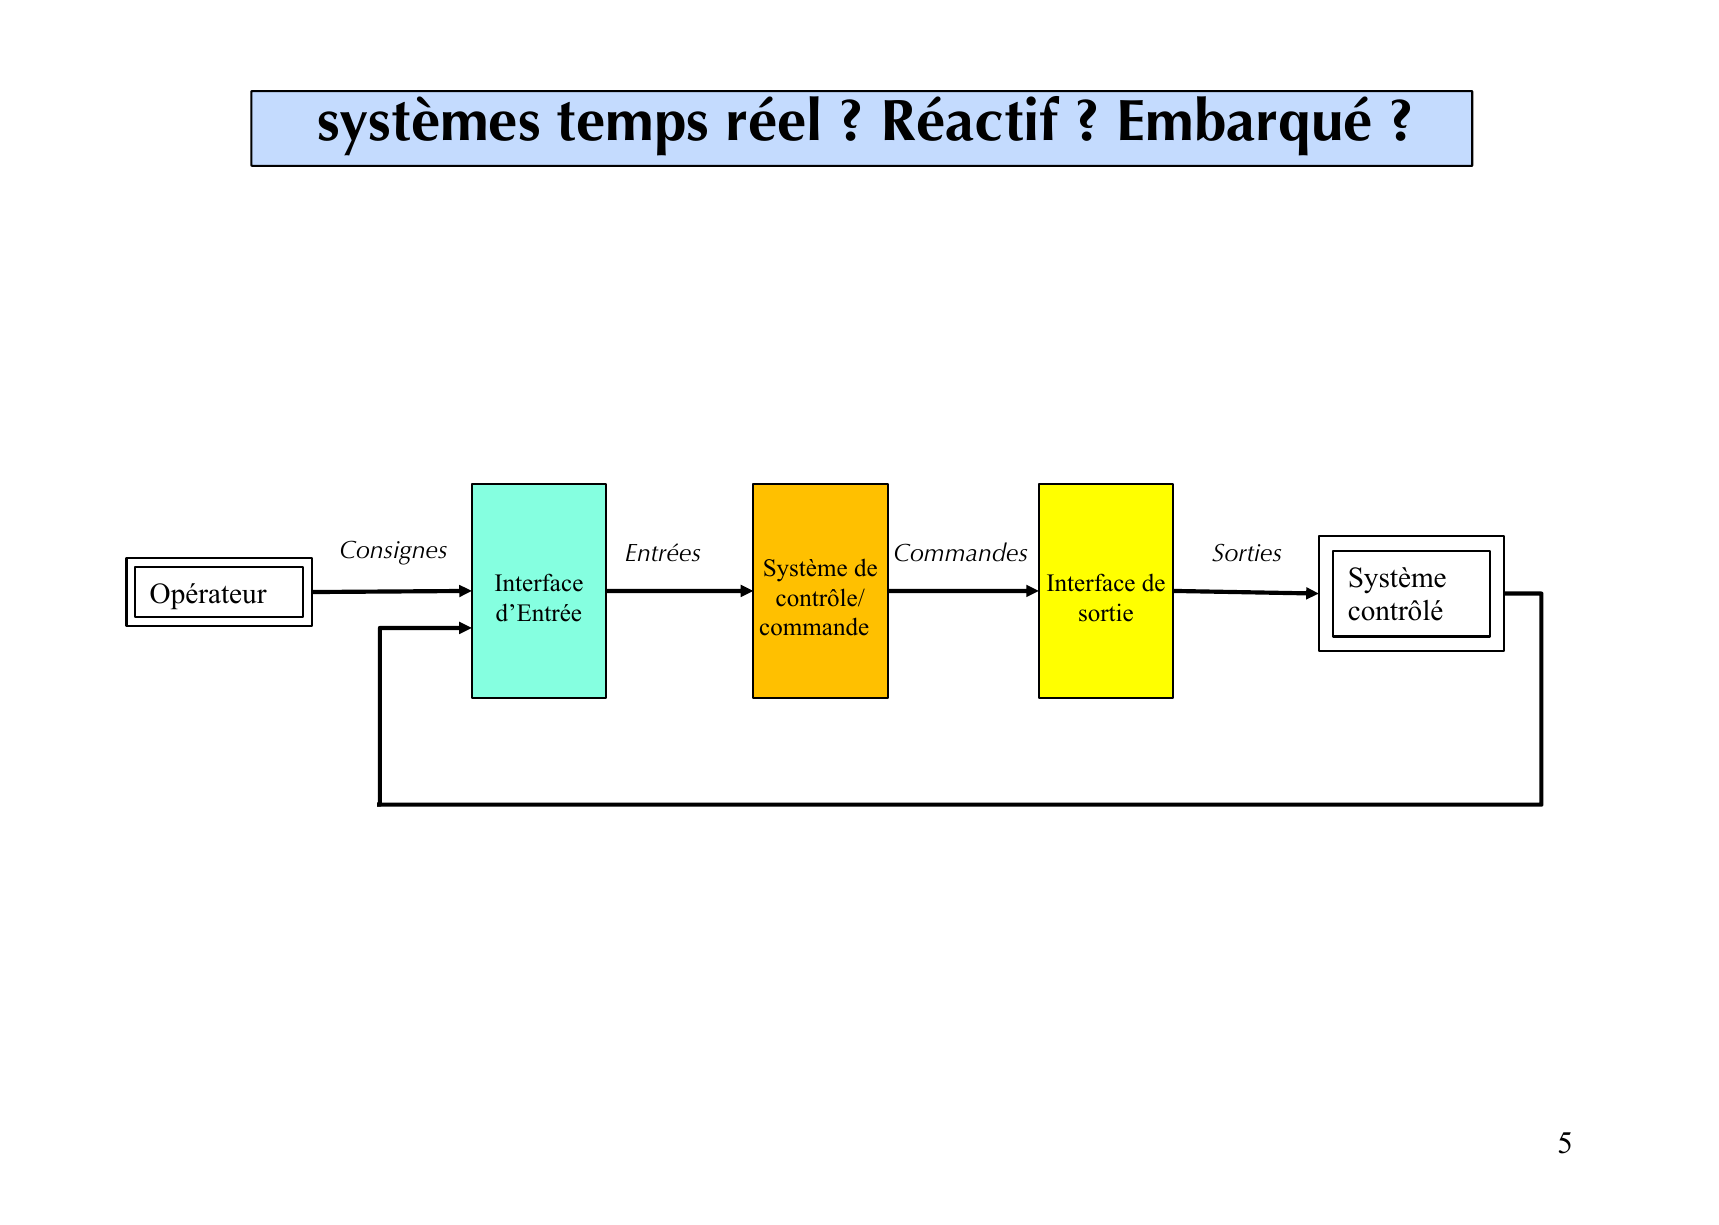 systèmes temps réel ? Réactif ? Embarqué ?
Opérateur
Consignes
Interface
d’Entrée
Entrées
Système de
contrôle/
commande
Commandes
Interface de
sortie
Sorties
Système
contrôlé
5